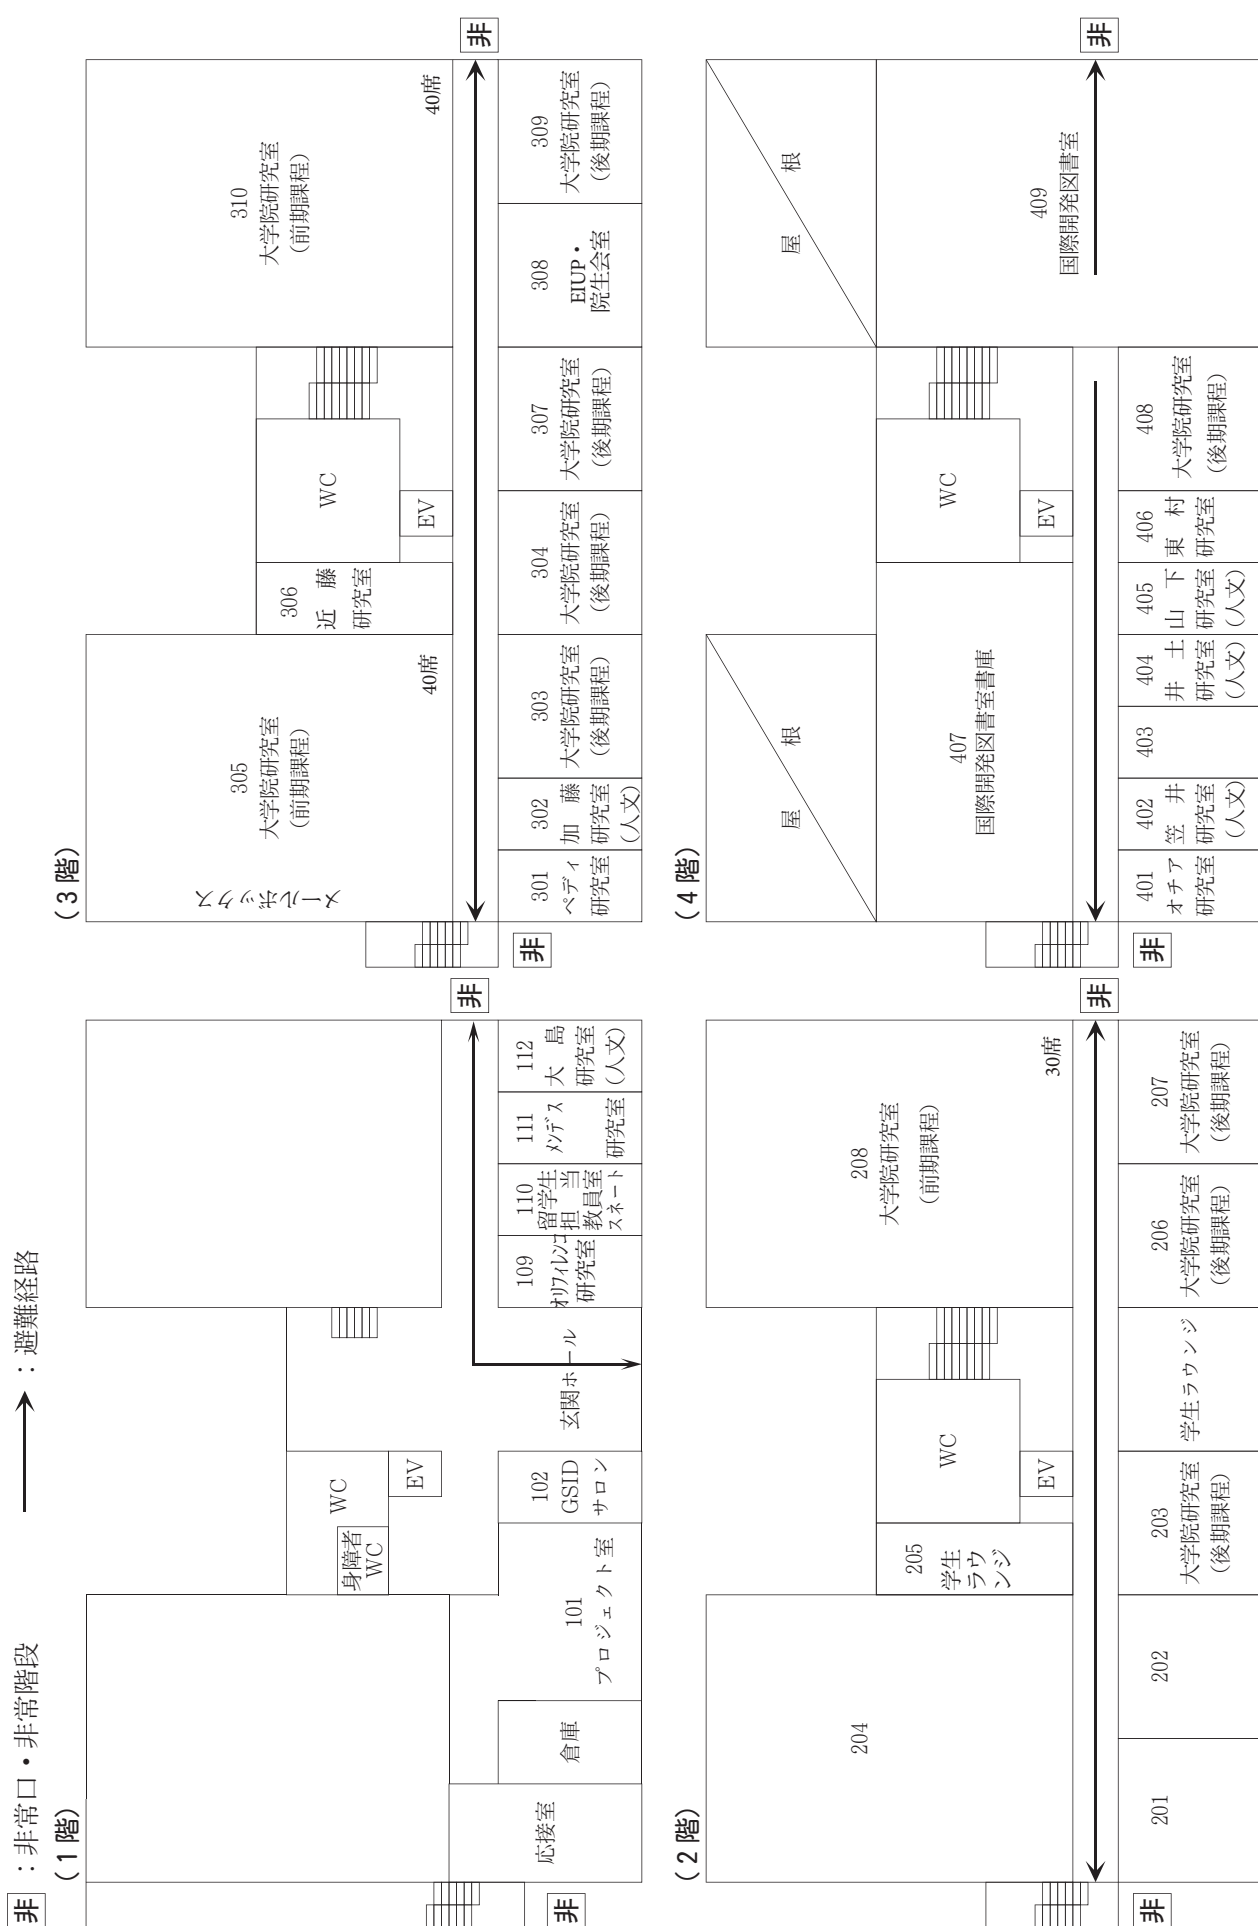 非：非常口・非常階段
：避難経路
(1階)
応接室
倉庫
101
プロジェクト室
102
GSID
サロン
身障者
WC
WC
EV
玄関ホール
109
オリフィレンコ
研究室
110
留学生
担当
教員室
スネート
111
メンデス
研究室
112
大島
研究室
(人文)
非
非
(2階)
201
202
203
大学院研究室
(後期課程)
204
205
学生
ラウ
ンジ
WC
EV
学生ラウンジ
206
大学院研究室
(後期課程)
207
大学院研究室
(後期課程)
208
大学院研究室
(前期課程)
30席
非
非
(3階)
メールボックス
305
大学院研究室
(前期課程)
40席
306
近藤
研究室
WC
EV
310
大学院研究室
(前期課程)
40席
301
ペディ
研究室
302
加藤
研究室
(人文)
303
大学院研究室
(後期課程)
304
大学院研究室
(後期課程)
307
大学院研究室
(後期課程)
308
EIUP・
院生会室
309
大学院研究室
(後期課程)
非
非
(4階)
屋根
屋根
407
国際開発図書室書庫
WC
EV
409
国際開発図書室
401
オチア
研究室
402
笠井
研究室
(人文)
403
404
井土
研究室
(人文)
405
山下
研究室
(人文)
406
東村
研究室
408
大学院研究室
(後期課程)
非
非